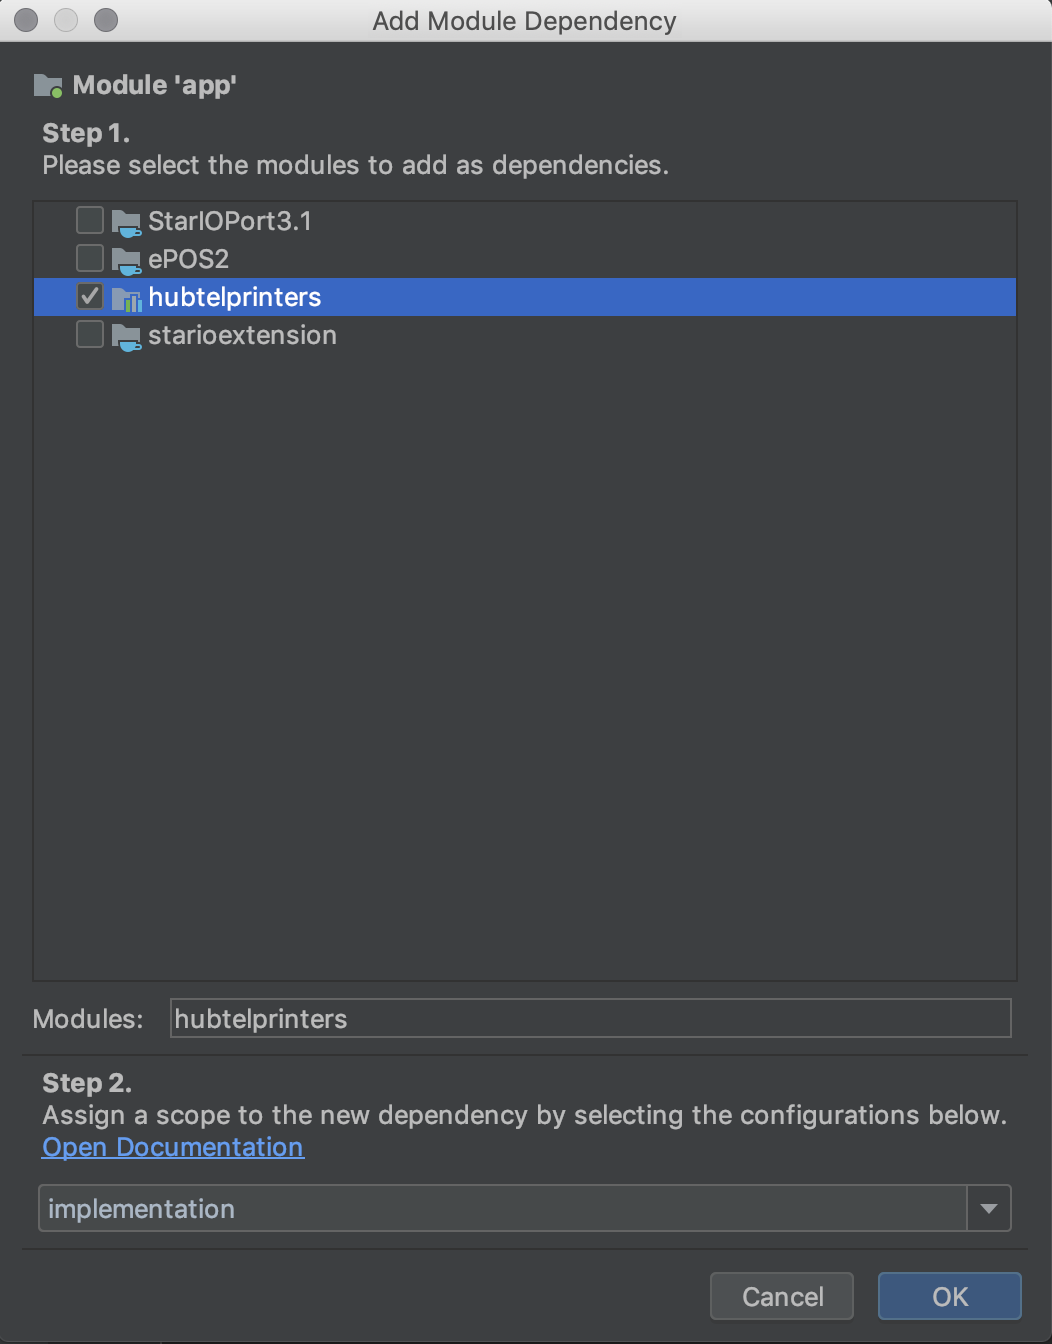 Add Module Dependency
Module 'app'
Step 1.
Please select the modules to add as dependencies.
StarIOPort3.1
ePOS2
hubtelprinters
starioextension
Modules: hubtelprinters
Step 2.
Assign a scope to the new dependency by selecting the configurations below.
Open Documentation
implementation
Cancel OK